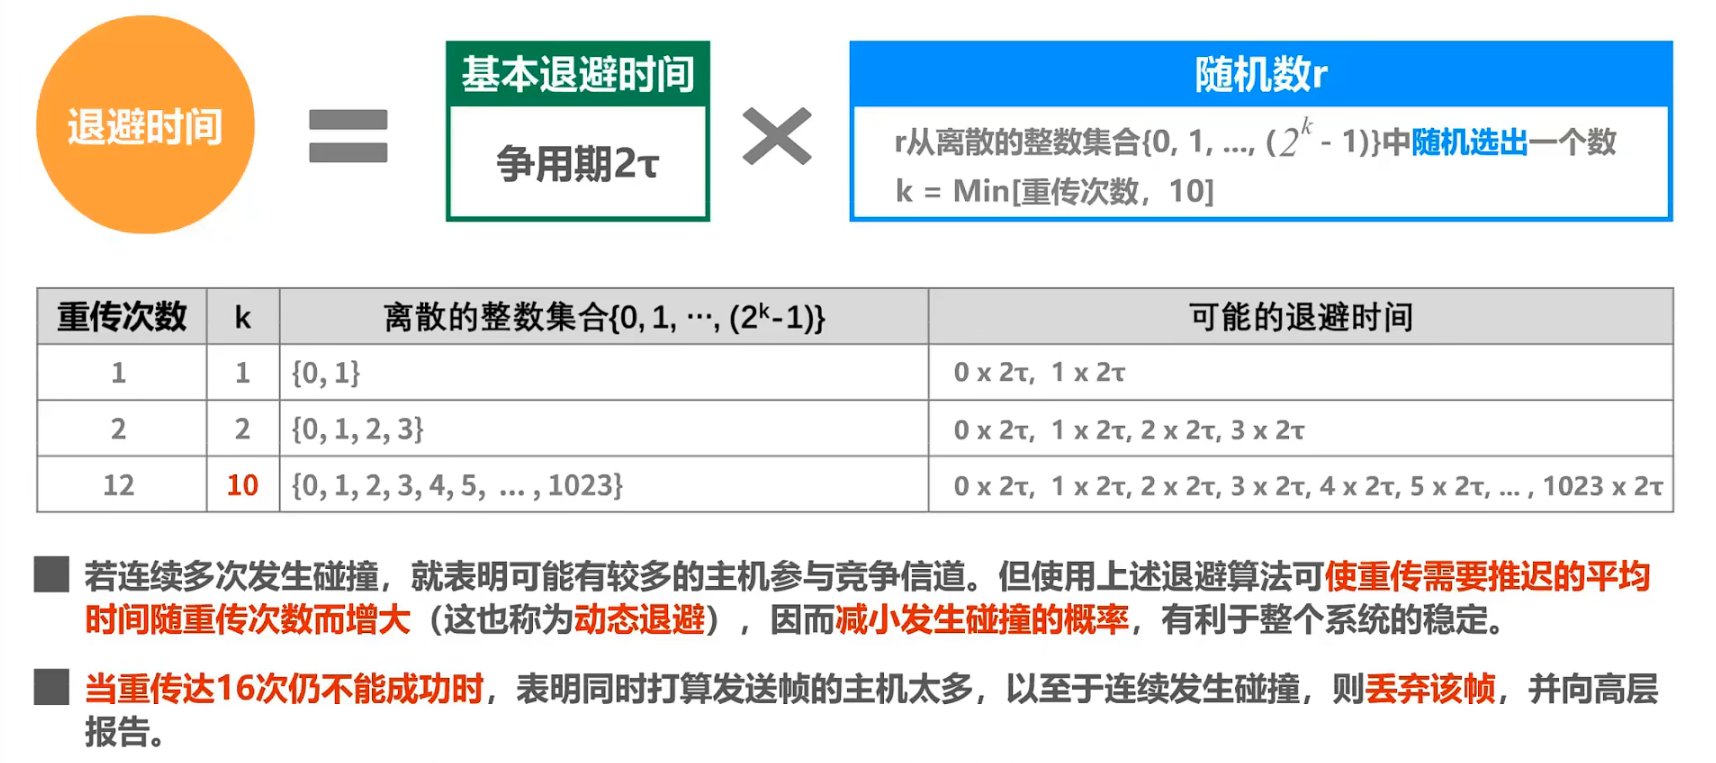 退避时间
=
基本退避时间
争用期2τ
×
随机数r
r从离散的整数集合{0, 1, ..., (2^k - 1)}中随机选出一个数
k = Min[重传次数，10]
重传次数 k 离散的整数集合{0, 1, ···, (2^k-1)} 可能的退避时间
1 1 {0, 1} 0 x 2τ, 1 x 2τ
2 2 {0, 1, 2, 3} 0 x 2τ, 1 x 2τ, 2 x 2τ, 3 x 2τ
12 10 {0, 1, 2, 3, 4, 5, ... , 1023} 0 x 2τ, 1 x 2τ, 2 x 2τ, 3 x 2τ, 4 x 2τ, 5 x 2τ, ... , 1023 x 2τ
若连续多次发生碰撞，就表明可能有较多的主机参与竞争信道。但使用上述退避算法可使重传需要推迟的平均
时间随重传次数而增大（这也称为动态退避），因而减小发生碰撞的概率，有利于整个系统的稳定。
当重传达16次仍不能成功时，表明同时打算发送帧的主机太多，以至于连续发生碰撞，则丢弃该帧，并向高层
报告。